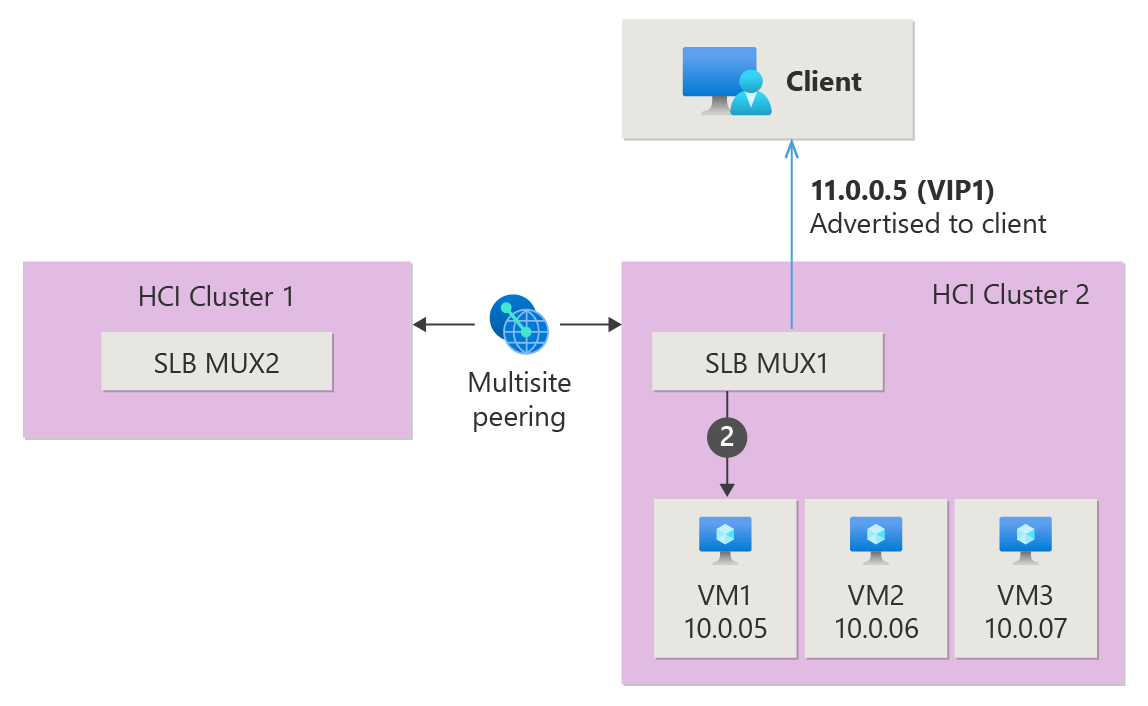 Client
11.0.0.5 (VIP1)
Advertised to client
HCI Cluster 1
SLB MUX2
Multisite
peering
HCI Cluster 2
SLB MUX1
2
VM1
10.0.05
VM2
10.0.06
VM3
10.0.07